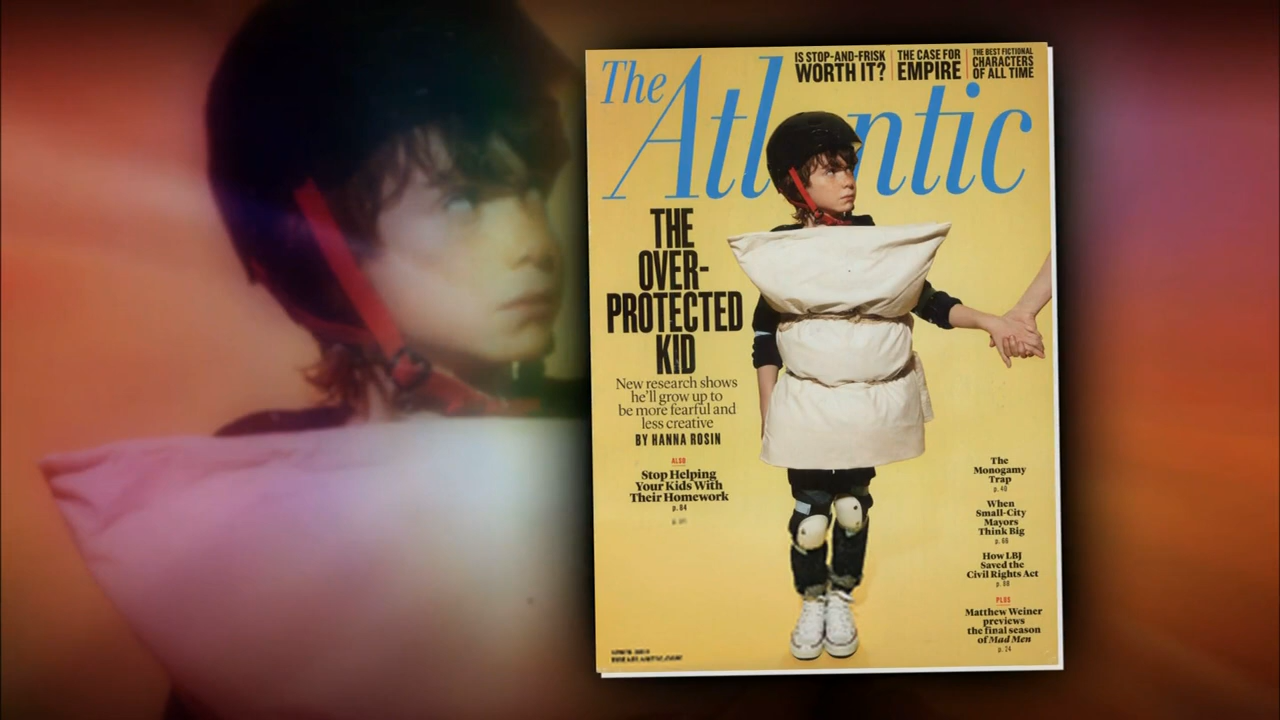 The Atlantic
IS STOP-AND-FRISK
WORTH IT?
THE CASE FOR
EMPIRE
THE BEST FICTIONAL
CHARACTERS
OF ALL TIME
THE
OVER-
PROTECTED
KID
New research shows
he'll grow up to
be more fearful and
less creative
BY HANNA ROSIN
ALSO
Stop Helping
Your Kids With
Their Homework
p. 84
The
Monogamy
Trap
p. 40
When
Small-City
Mayors
Think Big
p. 66
How LBJ
Saved the
Civil Rights Act
PLUS
Matthew Weiner
previews
the final season
of Mad Men
p. 24